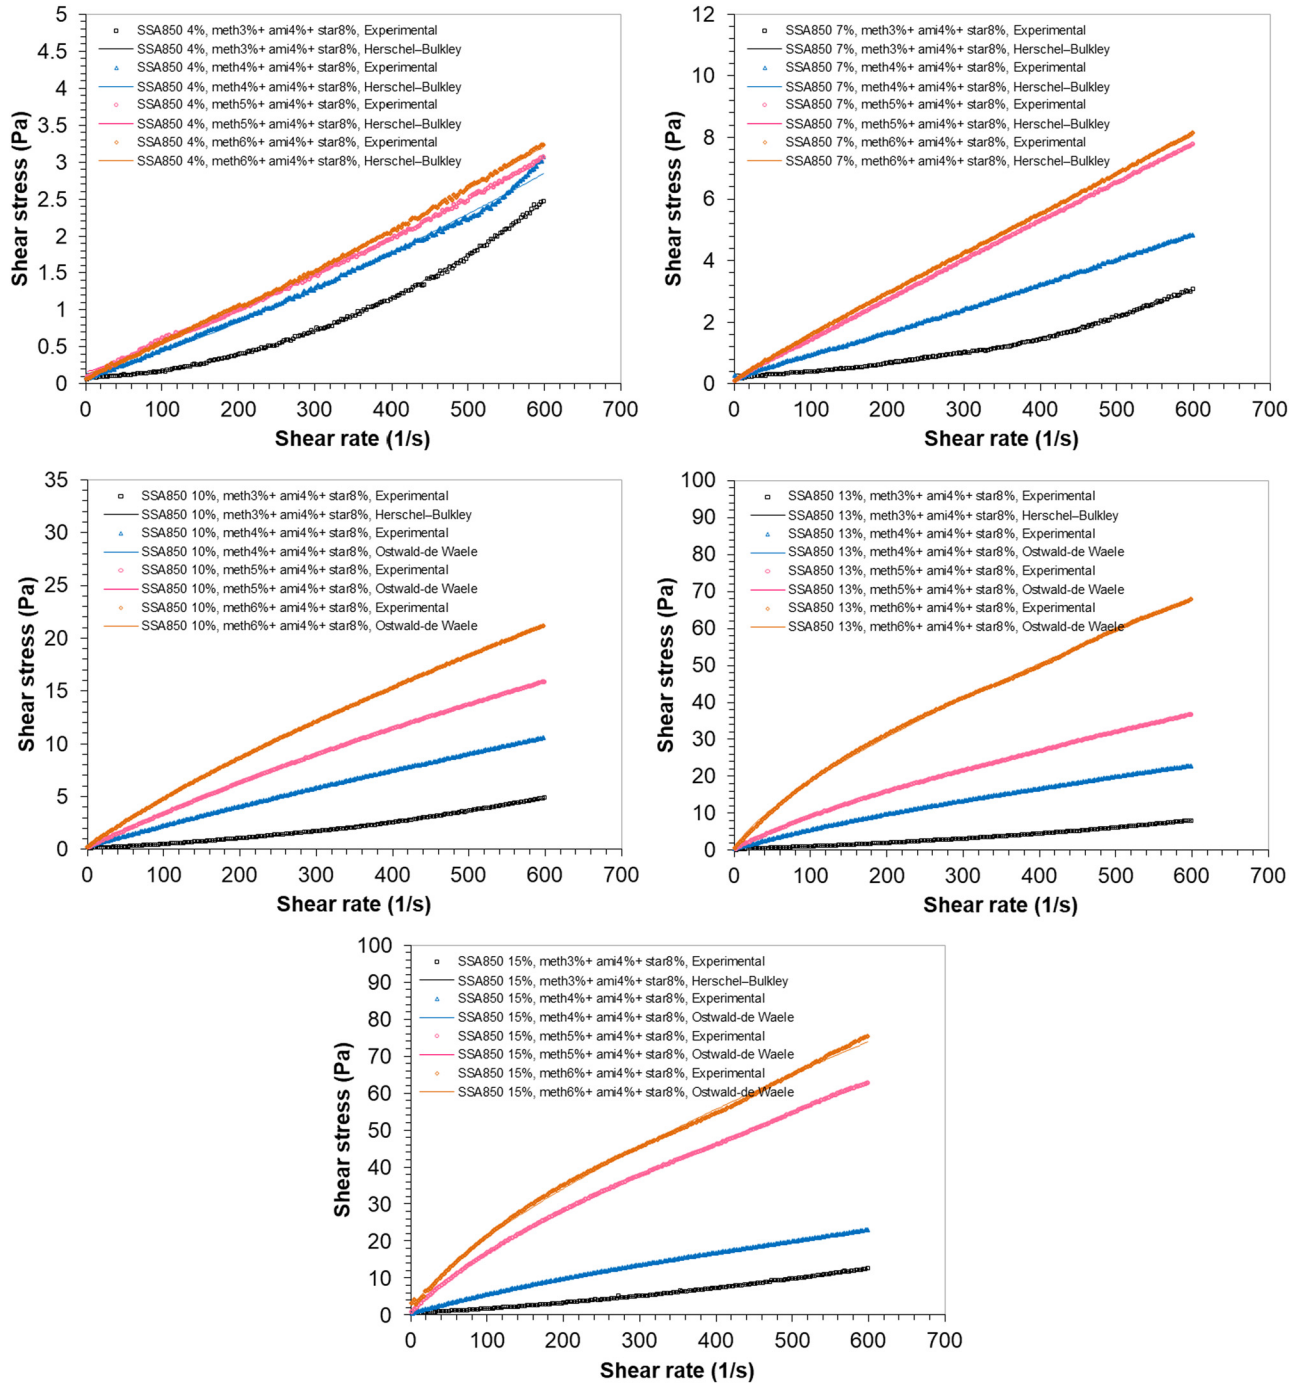 5
4.5
4
3.5
3
2.5
2
1.5
1
0.5
0
Shear stress (Pa)
SSA850 4%, meth3%+ ami4%+ star8%, Experimental
SSA850 4%, meth3%+ ami4%+ star8%, Herschel–Bulkley
SSA850 4%, meth4%+ ami4%+ star8%, Experimental
SSA850 4%, meth4%+ ami4%+ star8%, Herschel–Bulkley
SSA850 4%, meth5%+ ami4%+ star8%, Experimental
SSA850 4%, meth5%+ ami4%+ star8%, Herschel–Bulkley
SSA850 4%, meth6%+ ami4%+ star8%, Experimental
SSA850 4%, meth6%+ ami4%+ star8%, Herschel–Bulkley
0 100 200 300 400 500 600 700
Shear rate (1/s)
12
10
8
6
4
2
0
Shear stress (Pa)
SSA850 7%, meth3%+ ami4%+ star8%, Experimental
SSA850 7%, meth3%+ ami4%+ star8%, Herschel–Bulkley
SSA850 7%, meth4%+ ami4%+ star8%, Experimental
SSA850 7%, meth4%+ ami4%+ star8%, Herschel–Bulkley
SSA850 7%, meth5%+ ami4%+ star8%, Experimental
SSA850 7%, meth5%+ ami4%+ star8%, Herschel–Bulkley
SSA850 7%, meth6%+ ami4%+ star8%, Experimental
SSA850 7%, meth6%+ ami4%+ star8%, Herschel–Bulkley
0 100 200 300 400 500 600 700
Shear rate (1/s)
35
30
25
20
15
10
5
0
Shear stress (Pa)
SSA850 10%, meth3%+ ami4%+ star8%, Experimental
SSA850 10%, meth3%+ ami4%+ star8%, Herschel–Bulkley
SSA850 10%, meth4%+ ami4%+ star8%, Experimental
SSA850 10%, meth4%+ ami4%+ star8%, Ostwald-de Waele
SSA850 10%, meth5%+ ami4%+ star8%, Experimental
SSA850 10%, meth5%+ ami4%+ star8%, Ostwald-de Waele
SSA850 10%, meth6%+ ami4%+ star8%, Experimental
SSA850 10%, meth6%+ ami4%+ star8%, Ostwald-de Waele
0 100 200 300 400 500 600 700
Shear rate (1/s)
100
90
80
70
60
50
40
30
20
10
0
Shear stress (Pa)
SSA850 13%, meth3%+ ami4%+ star8%, Experimental
SSA850 13%, meth3%+ ami4%+ star8%, Herschel–Bulkley
SSA850 13%, meth4%+ ami4%+ star8%, Experimental
SSA850 13%, meth4%+ ami4%+ star8%, Ostwald-de Waele
SSA850 13%, meth5%+ ami4%+ star8%, Experimental
SSA850 13%, meth5%+ ami4%+ star8%, Ostwald-de Waele
SSA850 13%, meth6%+ ami4%+ star8%, Experimental
SSA850 13%, meth6%+ ami4%+ star8%, Ostwald-de Waele
0 100 200 300 400 500 600 700
Shear rate (1/s)
100
90
80
70
60
50
40
30
20
10
0
Shear stress (Pa)
SSA850 15%, meth3%+ ami4%+ star8%, Experimental
SSA850 15%, meth3%+ ami4%+ star8%, Herschel–Bulkley
SSA850 15%, meth4%+ ami4%+ star8%, Experimental
SSA850 15%, meth4%+ ami4%+ star8%, Ostwald-de Waele
SSA850 15%, meth5%+ ami4%+ star8%, Experimental
SSA850 15%, meth5%+ ami4%+ star8%, Ostwald-de Waele
SSA850 15%, meth6%+ ami4%+ star8%, Experimental
SSA850 15%, meth6%+ ami4%+ star8%, Ostwald-de Waele
0 100 200 300 400 500 600 700
Shear rate (1/s)